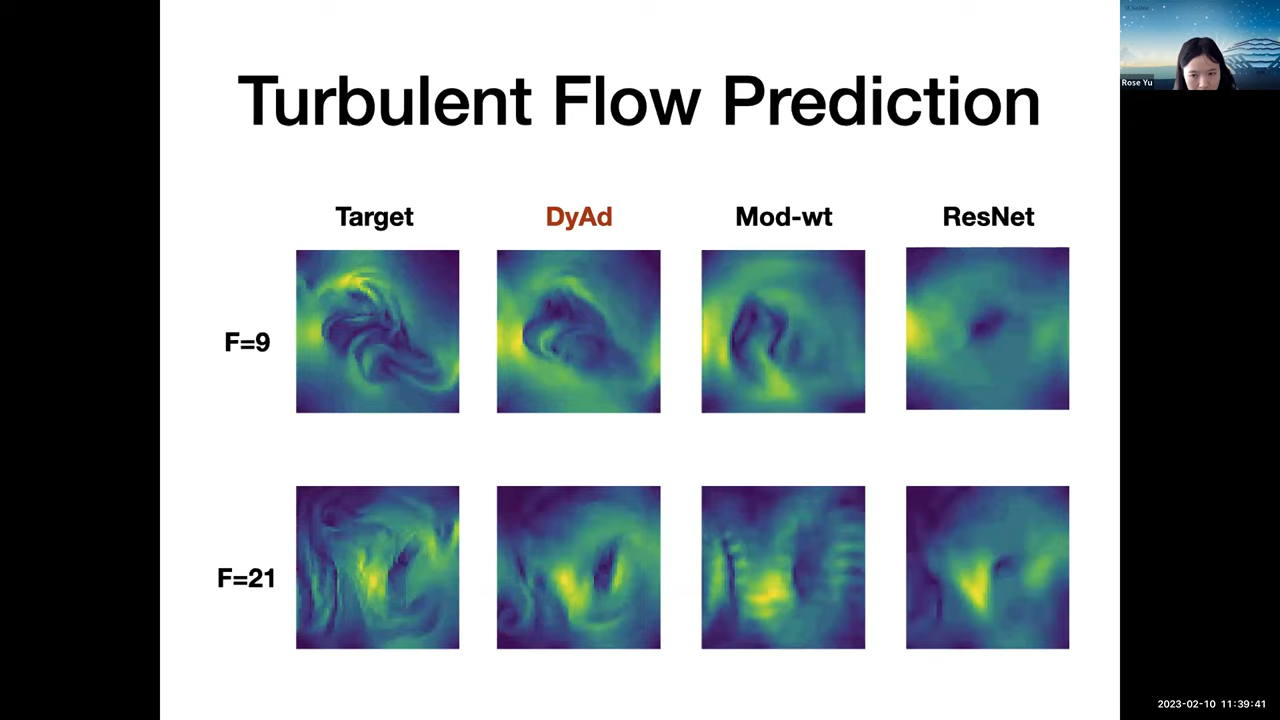 Turbulent Flow Prediction
Target DyAd Mod-wt ResNet
F=9
F=21
Rose Yu
2023-02-10 11:39:41